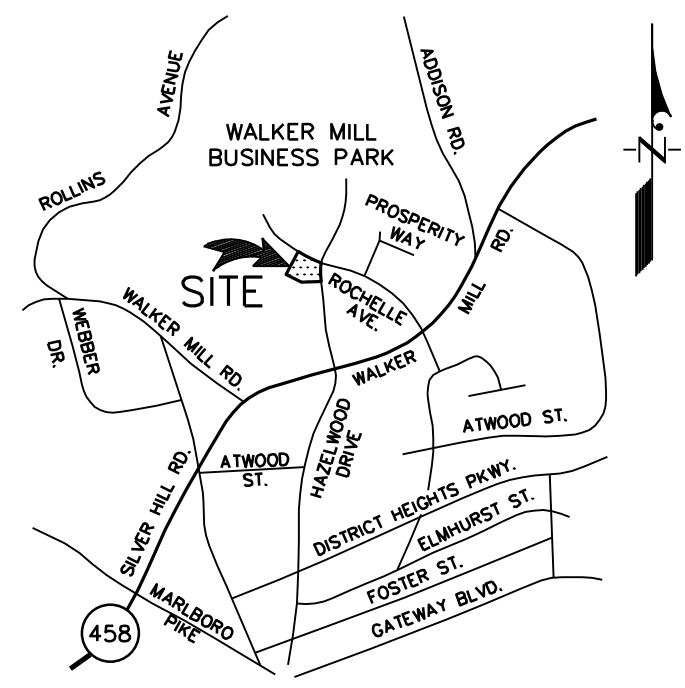 AVENUE
ADDISON RD.
WALKER MILL
BUSINESS PARK
N
ROLLINS
PROSPERITY
WAY
SITE
ROCHELLE
AVE.
MILL RD.
WALKER MILL RD.
WEBBER
DR.
WALKER
HAZELWOOD
DRIVE
ATWOOD ST.
ATWOOD
ST.
SILVER HILL RD.
DISTRICT HEIGHTS PKWY.
ELMHURST ST.
FOSTER ST.
GATEWAY BLVD.
MARLBORO
PIKE
458